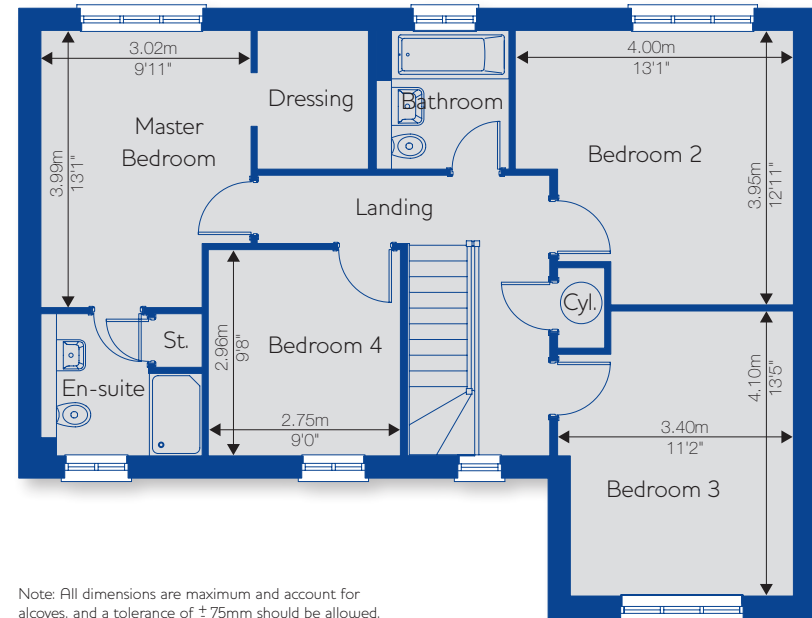 3.02m
9'11"
4.00m
13'1"
Dressing
Bathroom
Master
Bedroom
3.99m
13'1"
Bedroom 2
3.95m
12'11"
Landing
Cyl.
St.
2.96m
9'8"
Bedroom 4
En-suite
2.75m
9'0"
4.10m
13'5"
3.40m
11'2"
Bedroom 3
Note: All dimensions are maximum and account for
alcoves, and a tolerance of ± 75mm should be allowed.